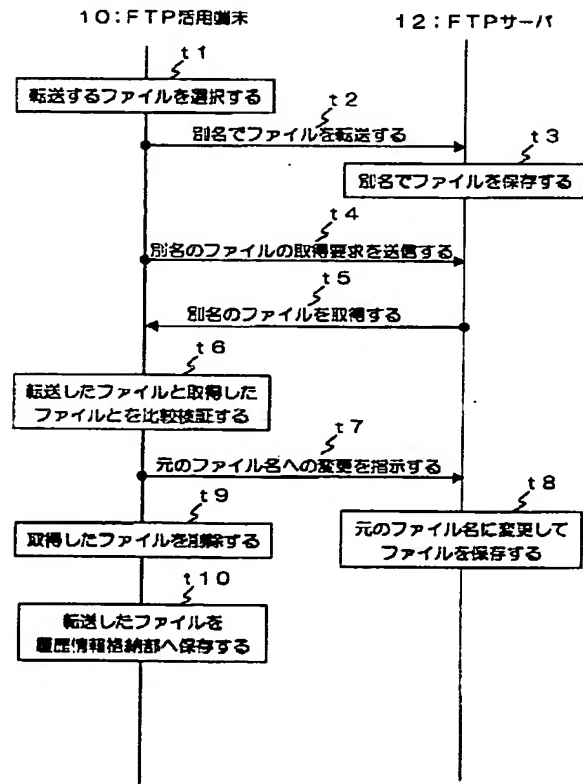 10:FTP活用端末
12:FTPサーバ
t1
転送するファイルを選択する
t2
別名でファイルを転送する
t3
別名でファイルを保存する
t4
別名のファイルの取得要求を送信する
t5
別名のファイルを取得する
t6
転送したファイルと取得した
ファイルとを比較検証する
t7
元のファイル名への変更を指示する
t8
元のファイル名に変更して
ファイルを保存する
t9
取得したファイルを削除する
t10
転送したファイルを
履歴情報格納部へ保存する